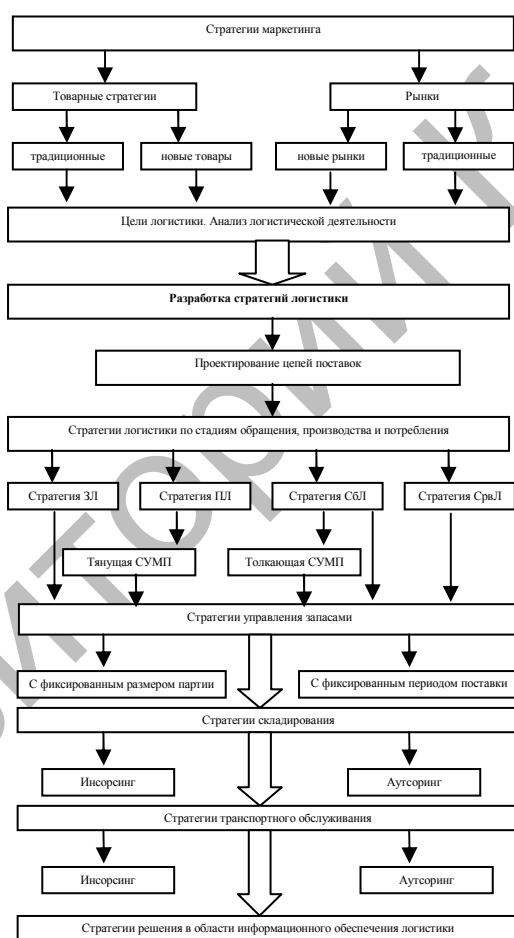 Стратегии маркетинга
Товарные стратегии
Рынки
традиционные
новые товары
новые рынки
традиционные
Цели логистики. Анализ логистической деятельности
Разработка стратегий логистики
Проектирование цепей поставок
Стратегии логистики по стадиям обращения, производства и потребления
Стратегия ЗЛ
Стратегия ПЛ
Стратегия СбЛ
Стратегия СрвЛ
Тянущая СУМП
Толкающая СУМП
Стратегии управления запасами
С фиксированным размером партии
С фиксированным периодом поставки
Стратегии складирования
Инсорсинг
Аутсоринг
Стратегии транспортного обслуживания
Инсорсинг
Аутсоринг
Стратегии решения в области информационного обеспечения логистики